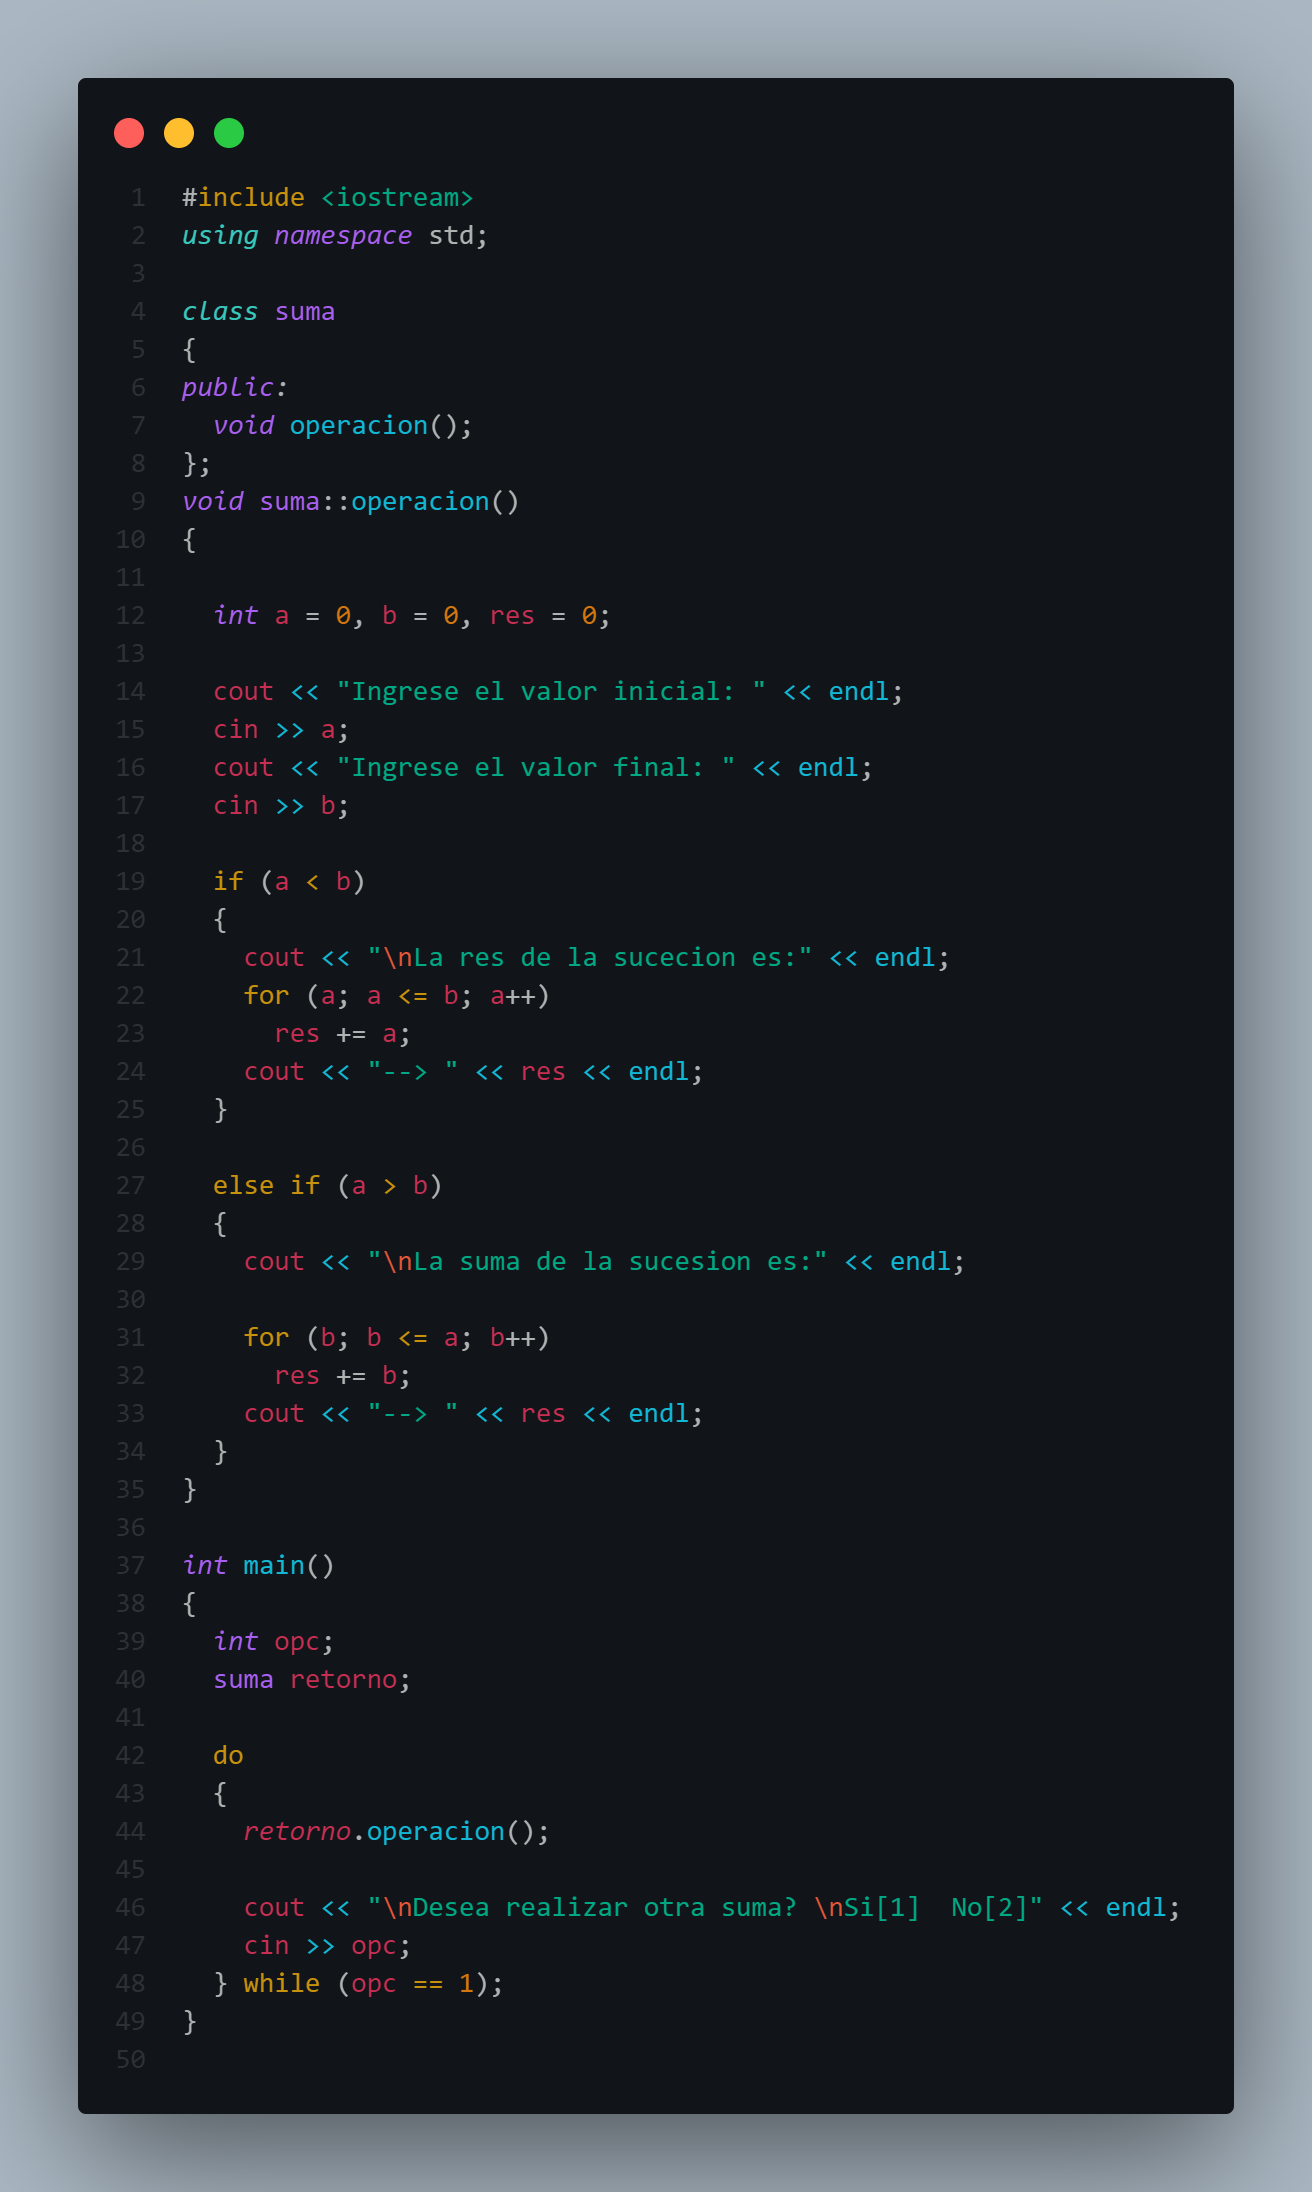 1 #include <iostream>
2 using namespace std;
3
4 class suma
5 {
6 public:
7   void operacion();
8 };
9 void suma::operacion()
10 {
11
12   int a = 0, b = 0, res = 0;
13
14   cout << "Ingrese el valor inicial: " << endl;
15   cin >> a;
16   cout << "Ingrese el valor final: " << endl;
17   cin >> b;
18
19   if (a < b)
20   {
21     cout << "\nLa res de la sucecion es:" << endl;
22     for (a; a <= b; a++)
23       res += a;
24     cout << "--> " << res << endl;
25   }
26
27   else if (a > b)
28   {
29     cout << "\nLa suma de la sucesion es:" << endl;
30
31     for (b; b <= a; b++)
32       res += b;
33     cout << "--> " << res << endl;
34   }
35 }
36
37 int main()
38 {
39   int opc;
40   suma retorno;
41
42   do
43   {
44     retorno.operacion();
45
46     cout << "\nDesea realizar otra suma? \nSi[1]  No[2]" << endl;
47     cin >> opc;
48   } while (opc == 1);
49 }
50